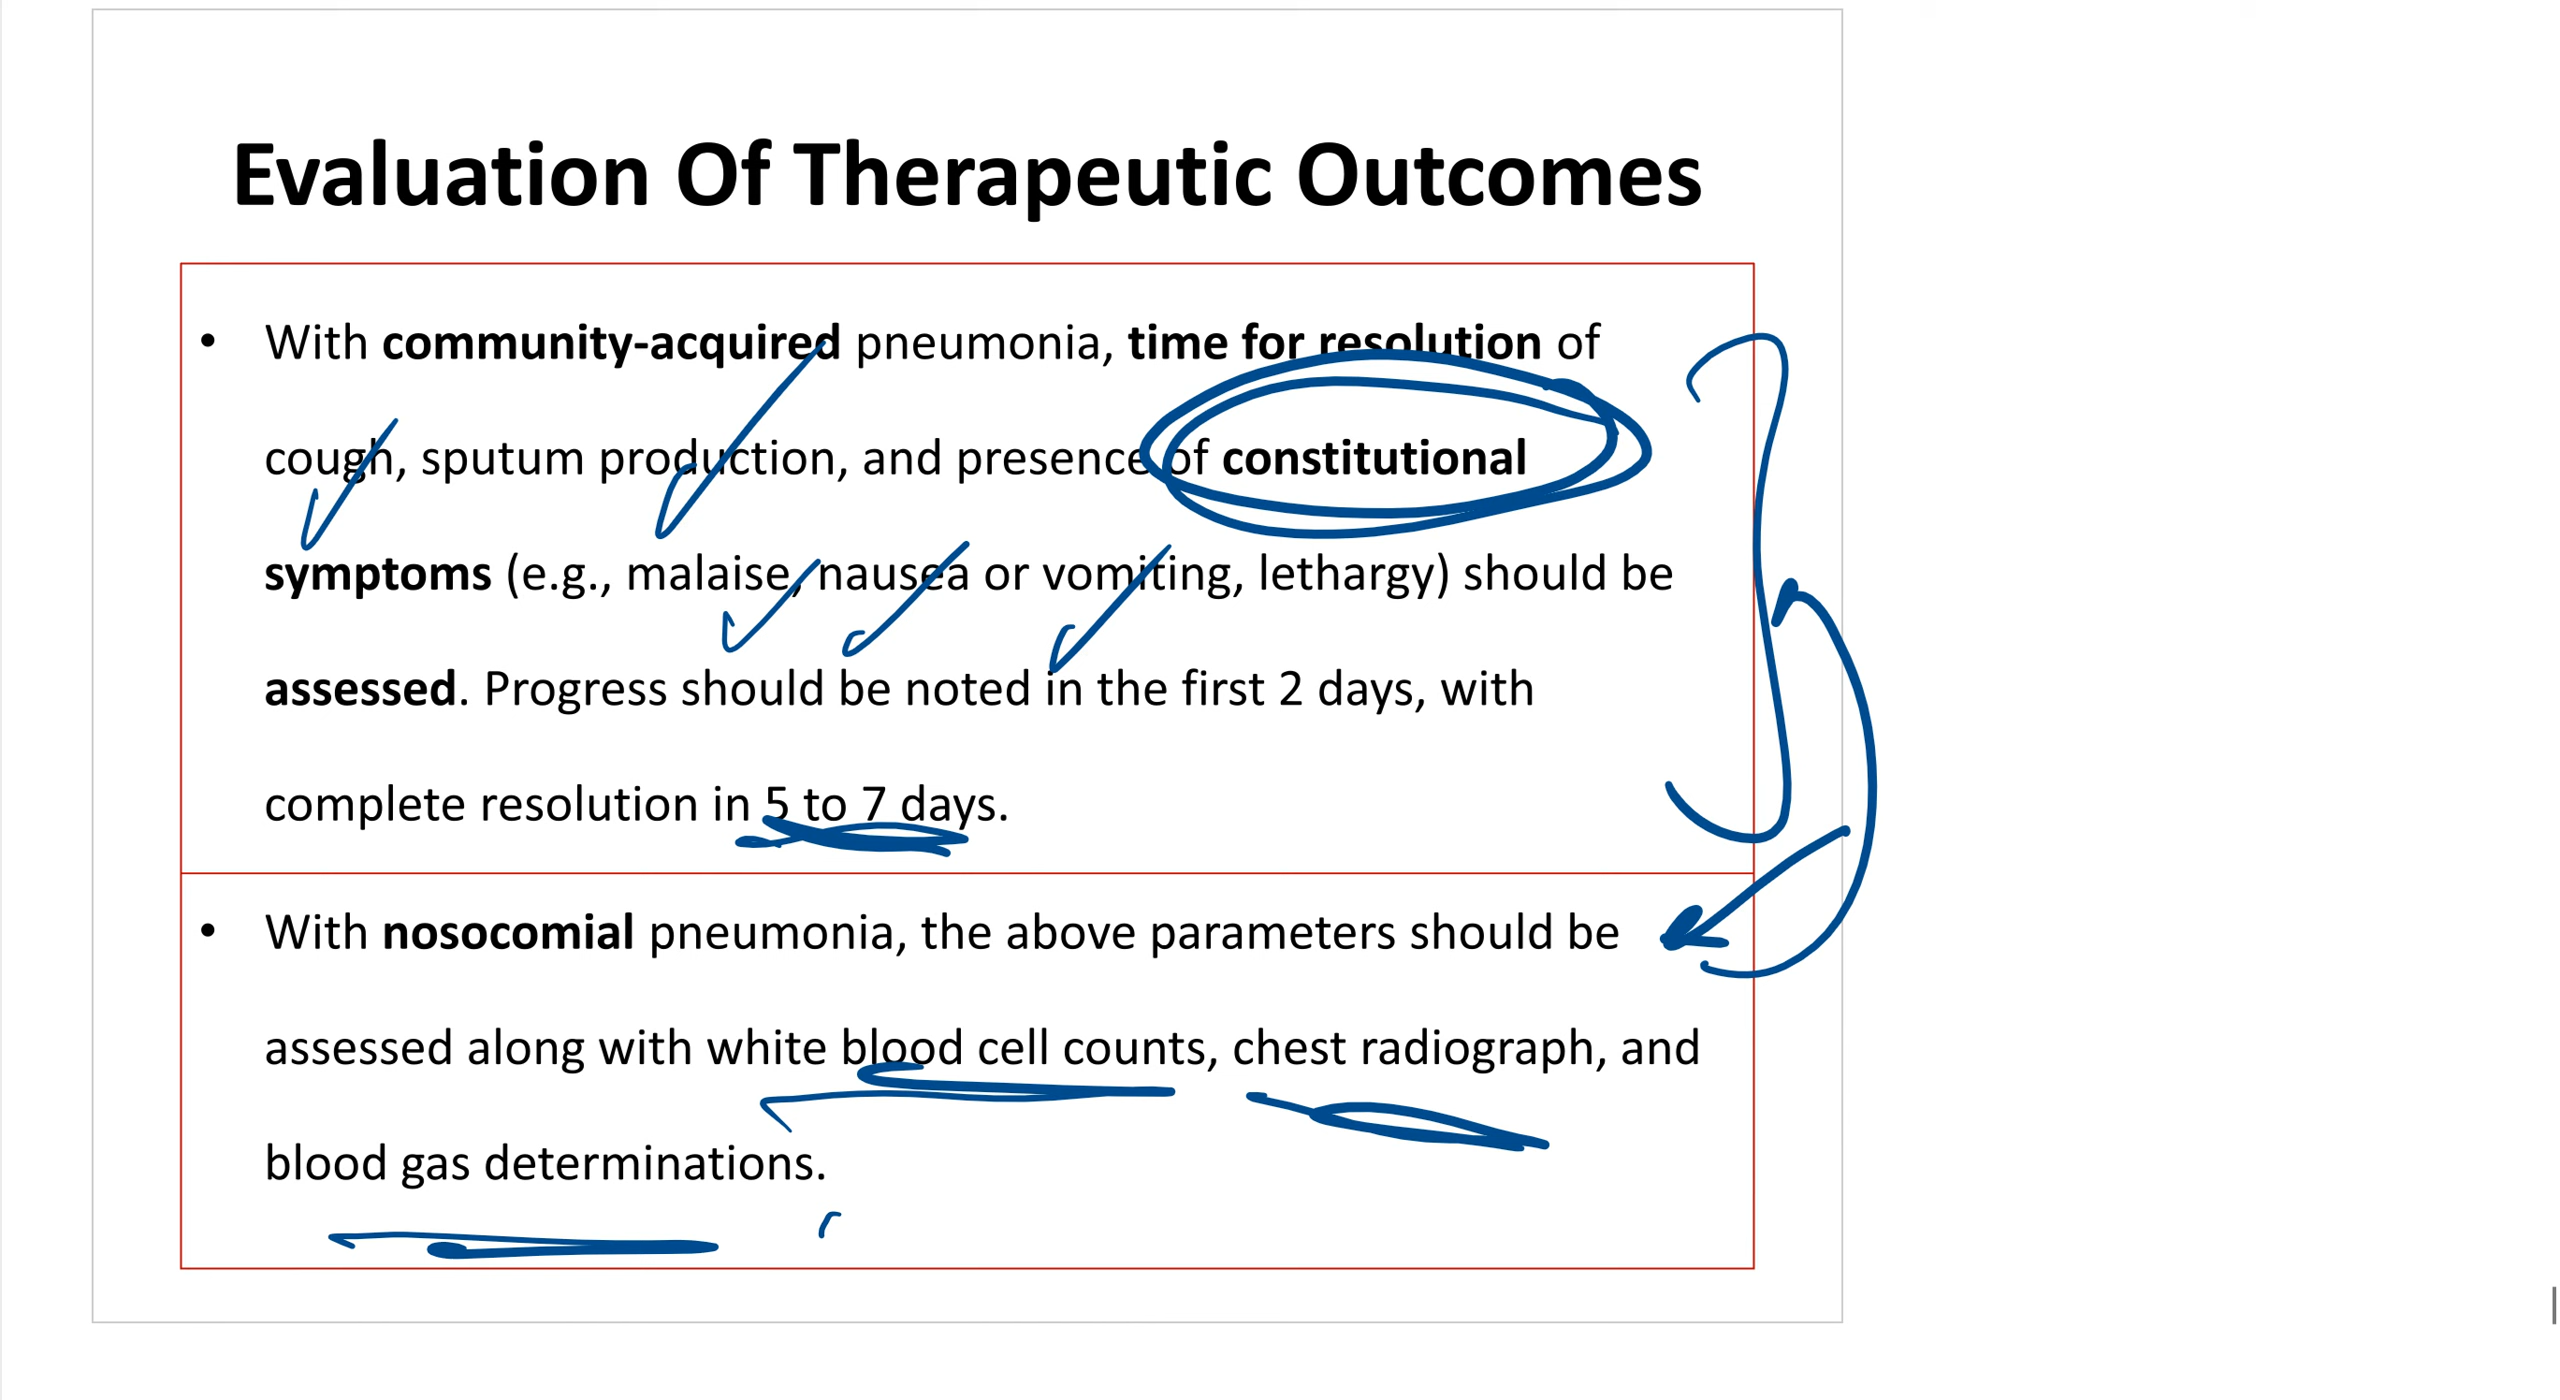 Evaluation Of Therapeutic Outcomes
• With community-acquired pneumonia, time for resolution of
cough, sputum production, and presence of constitutional
symptoms (e.g., malaise, nausea or vomiting, lethargy) should be
assessed. Progress should be noted in the first 2 days, with
complete resolution in 5 to 7 days.
• With nosocomial pneumonia, the above parameters should be
assessed along with white blood cell counts, chest radiograph, and
blood gas determinations.